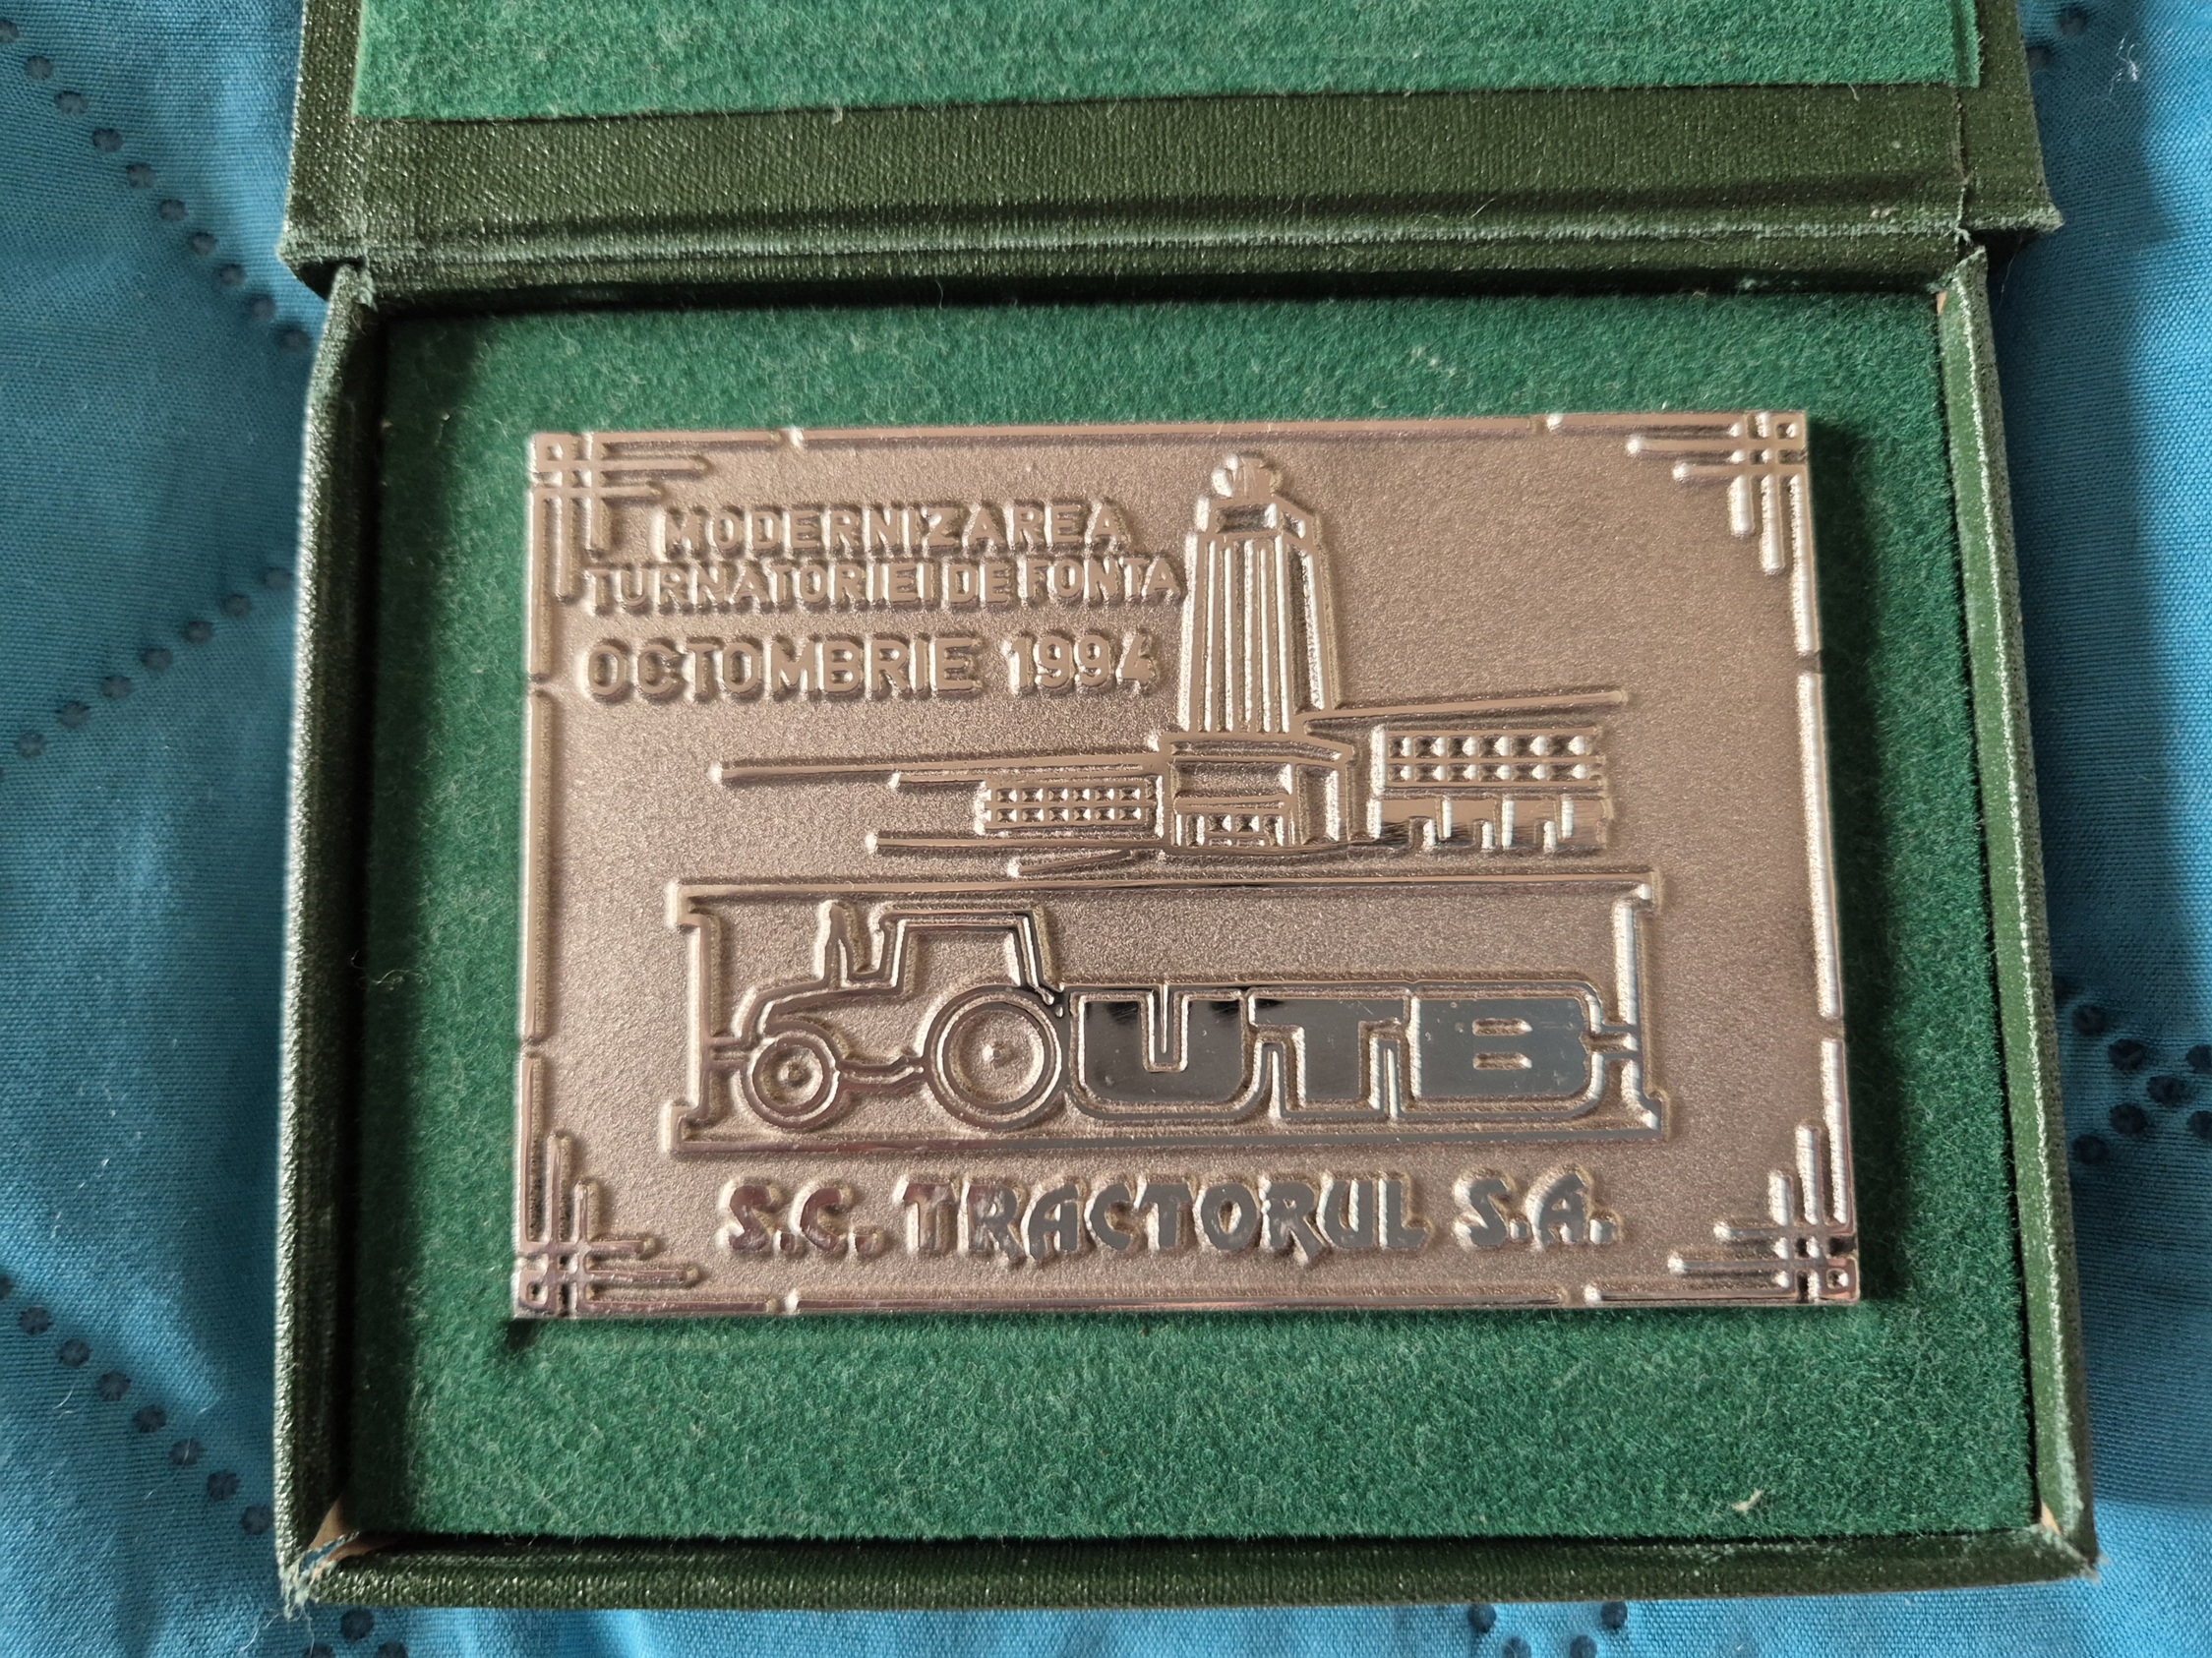 MODERNIZAREA
TURNATORIEI DE FONTA
OCTOMBRIE 1994
UTB
S.C. TRACTORUL S.A.